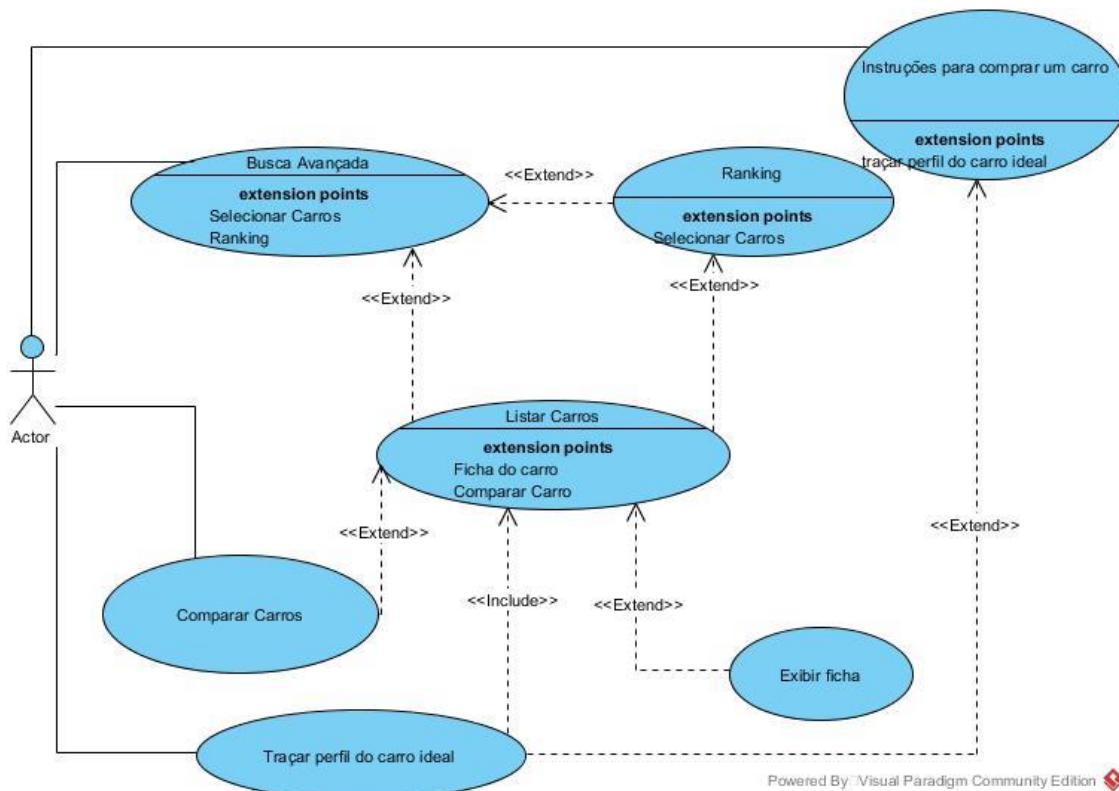 Instruções para comprar um carro
extension points
traçar perfil do carro ideal
Busca Avançada
extension points
Selecionar Carros
Ranking
<<Extend>>
Ranking
extension points
Selecionar Carros
<<Extend>>
<<Extend>>
Actor
Listar Carros
extension points
Ficha do carro
Comparar Carro
<<Extend>>
<<Extend>>
<<Include>>
<<Extend>>
Comparar Carros
Exibir ficha
Traçar perfil do carro ideal
Powered By Visual Paradigm Community Edition